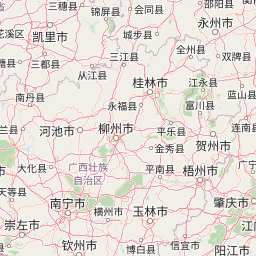 三穗县
锦屏县
会同县
邵阳县
永州市
凯里市
城步县
三都县
三江县
全州县
双牌县
从江县
桂林市
江永县
蓝山县
南丹县
永福县
富川县
河池市
柳州市
平乐县
连南县
金秀县
贺州市
大化县
广西壮族
自治区
平南县
梧州市
天等县
南宁市
横州市
玉林市
肇庆市
崇左市
钦州市
博白县
信宜市
阳江市